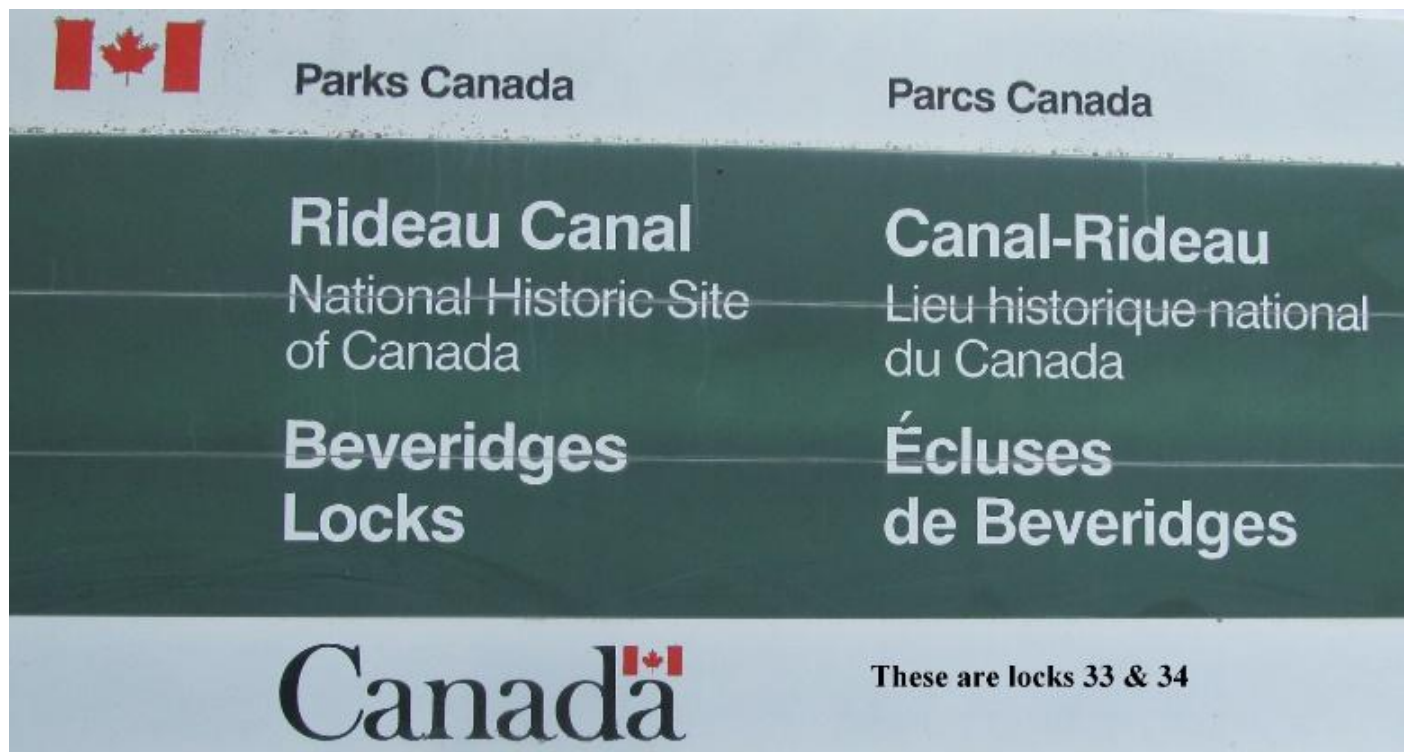 Parks Canada
Parcs Canada
Rideau Canal
National Historic Site
of Canada
Beveridges
Locks
Canal-Rideau
Lieu historique national
du Canada
Écluses
de Beveridges
Canada
These are locks 33 & 34